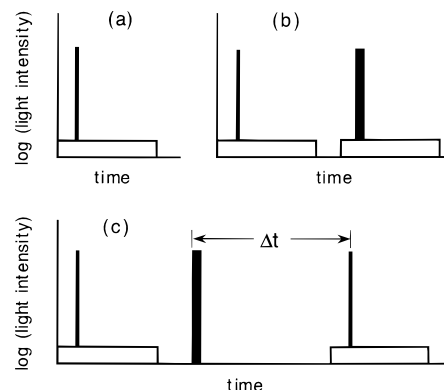 (a)
log (light intensity)
time
(b)
time
(c)
log (light intensity)
Δt
time